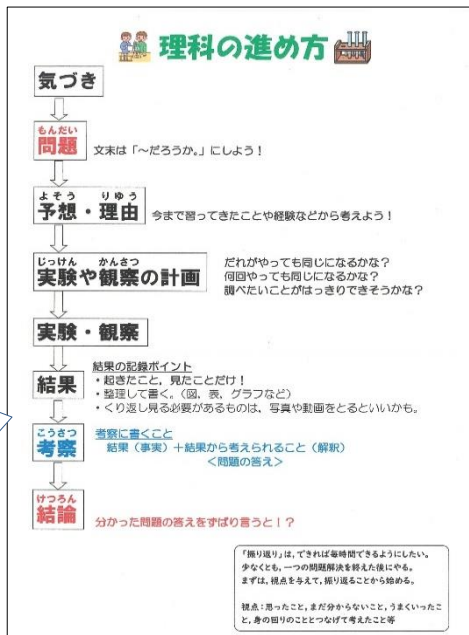 理科の進め方
気づき
もんだい
問題
文末は「～だろうか。」にしよう！
よそう りゆう
予想・理由
今まで習ってきたことや経験などから考えよう！
じっけん かんさつ
実験や観察の計画
だれがやっても同じになるかな？
何回やっても同じになるかな？
調べたいことがはっきりできそうかな？
実験・観察
結果
結果の記録ポイント
・起きたこと，見たことだけ！
・整理して書く。（図、表、グラフなど）
・くり返し見る必要があるものは、写真や動画をとるといいかも。
こうさつ
考察
考察に書くこと
結果（事実）＋結果から考えられること（解釈）
＜問題の答え＞
けつろん
結論
分かった問題の答えをずばり言うと！？
「振り返り」は，できれば毎時間できるようにしたい。
少なくとも，一つの問題解決を終えた後にやる。
まずは，視点を与えて，振り返ることから始める。
視点：思ったこと，まだ分からないこと，うまくいったこ
と，身の回りのこととつなげて考えたこと等